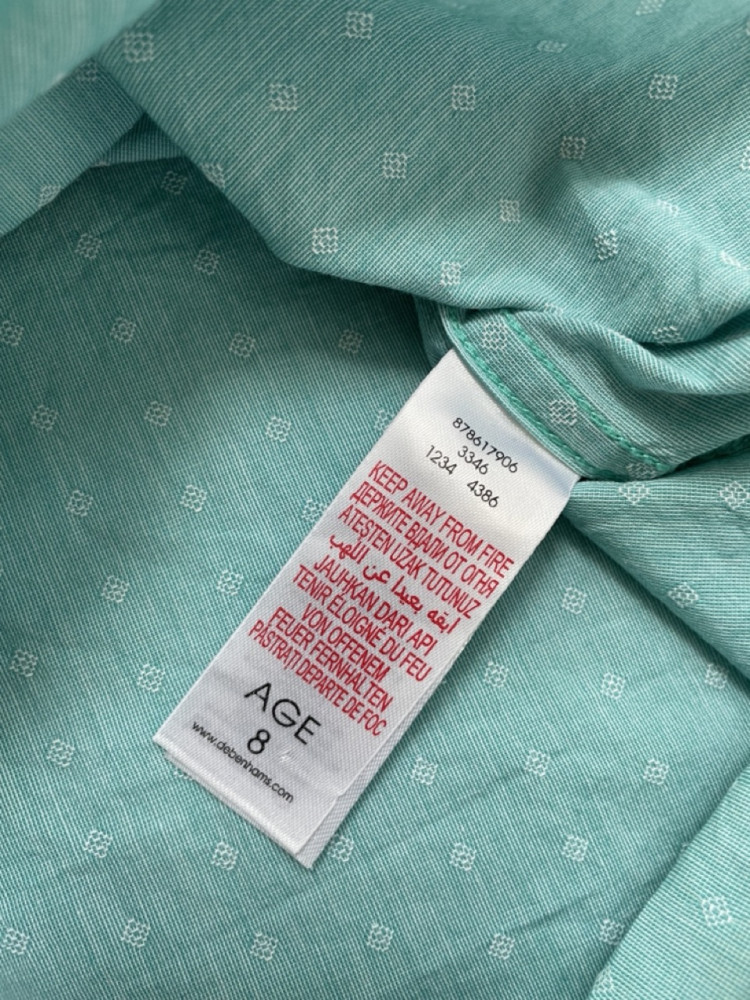 878617906
3346
1234 4386
KEEP AWAY FROM FIRE
ДЕРЖИТЕ ВДАЛИ ОТ ОГНЯ
ATEŞTEN UZAK TUTUNUZ
ابقه بعيدا عن اللهب
JAUHKAN DARI API.
TENIR ÉLOIGNÉ DU FEU
VON OFFENEM
FEUER FERNHALTEN
PĂSTRAȚI DEPARTE DE FOC
AGE
8
www.debenhams.com